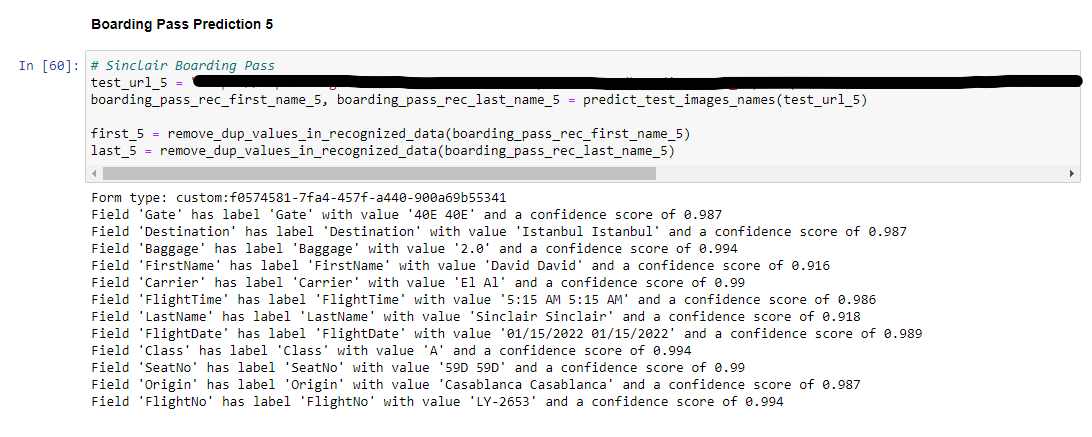 Boarding Pass Prediction 5
In [60]: # Sinclair Boarding Pass
test_url_5 =
boarding_pass_rec_first_name_5, boarding_pass_rec_last_name_5 = predict_test_images_names(test_url_5)
first_5 = remove_dup_values_in_recognized_data(boarding_pass_rec_first_name_5)
last_5 = remove_dup_values_in_recognized_data(boarding_pass_rec_last_name_5)
Form type: custom:f0574581-7fa4-457f-a440-900a69b55341
Field 'Gate' has label 'Gate' with value '40E 40E' and a confidence score of 0.987
Field 'Destination' has label 'Destination' with value 'Istanbul Istanbul' and a confidence score of 0.987
Field 'Baggage' has label 'Baggage' with value '2.0' and a confidence score of 0.994
Field 'FirstName' has label 'FirstName' with value 'David David' and a confidence score of 0.916
Field 'Carrier' has label 'Carrier' with value 'El Al' and a confidence score of 0.99
Field 'FlightTime' has label 'FlightTime' with value '5:15 AM 5:15 AM' and a confidence score of 0.986
Field 'LastName' has label 'LastName' with value 'Sinclair Sinclair' and a confidence score of 0.918
Field 'FlightDate' has label 'FlightDate' with value '01/15/2022 01/15/2022' and a confidence score of 0.989
Field 'Class' has label 'Class' with value 'A' and a confidence score of 0.994
Field 'SeatNo' has label 'SeatNo' with value '59D 59D' and a confidence score of 0.99
Field 'Origin' has label 'Origin' with value 'Casablanca Casablanca' and a confidence score of 0.987
Field 'FlightNo' has label 'FlightNo' with value 'LY-2653' and a confidence score of 0.994